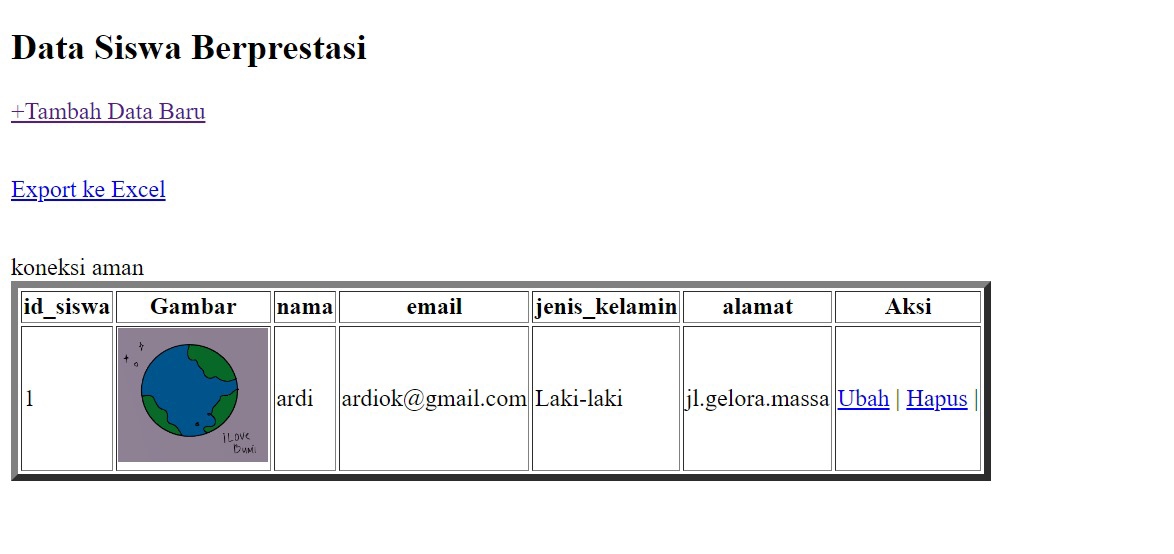 Data Siswa Berprestasi
+Tambah Data Baru
Export ke Excel
koneksi aman
id_siswa Gambar nama email jenis_kelamin alamat Aksi
1 ardi ardiok@gmail.com Laki-laki jl.gelora.massa Ubah | Hapus |
iLOVE
BUMi